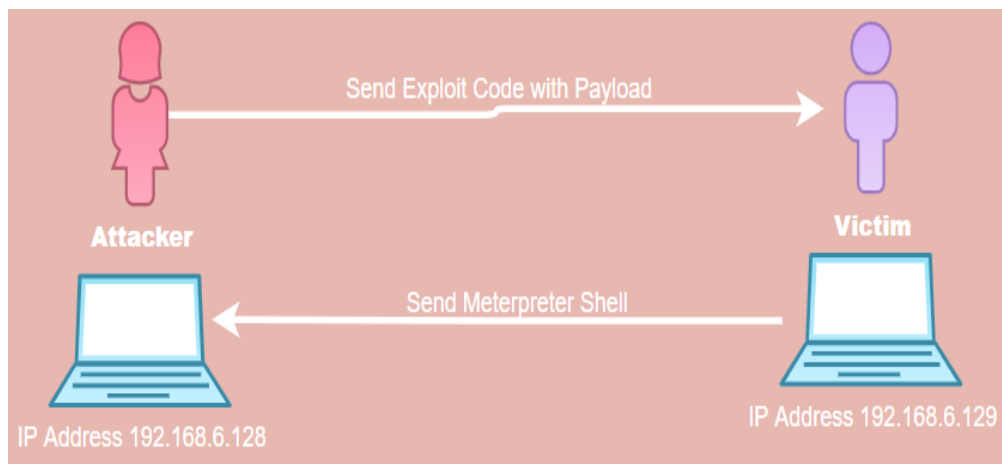 Send Exploit Code with Payload
Attacker
Victim
Send Meterpreter Shell
IP Address 192.168.6.128
IP Address 192.168.6.129